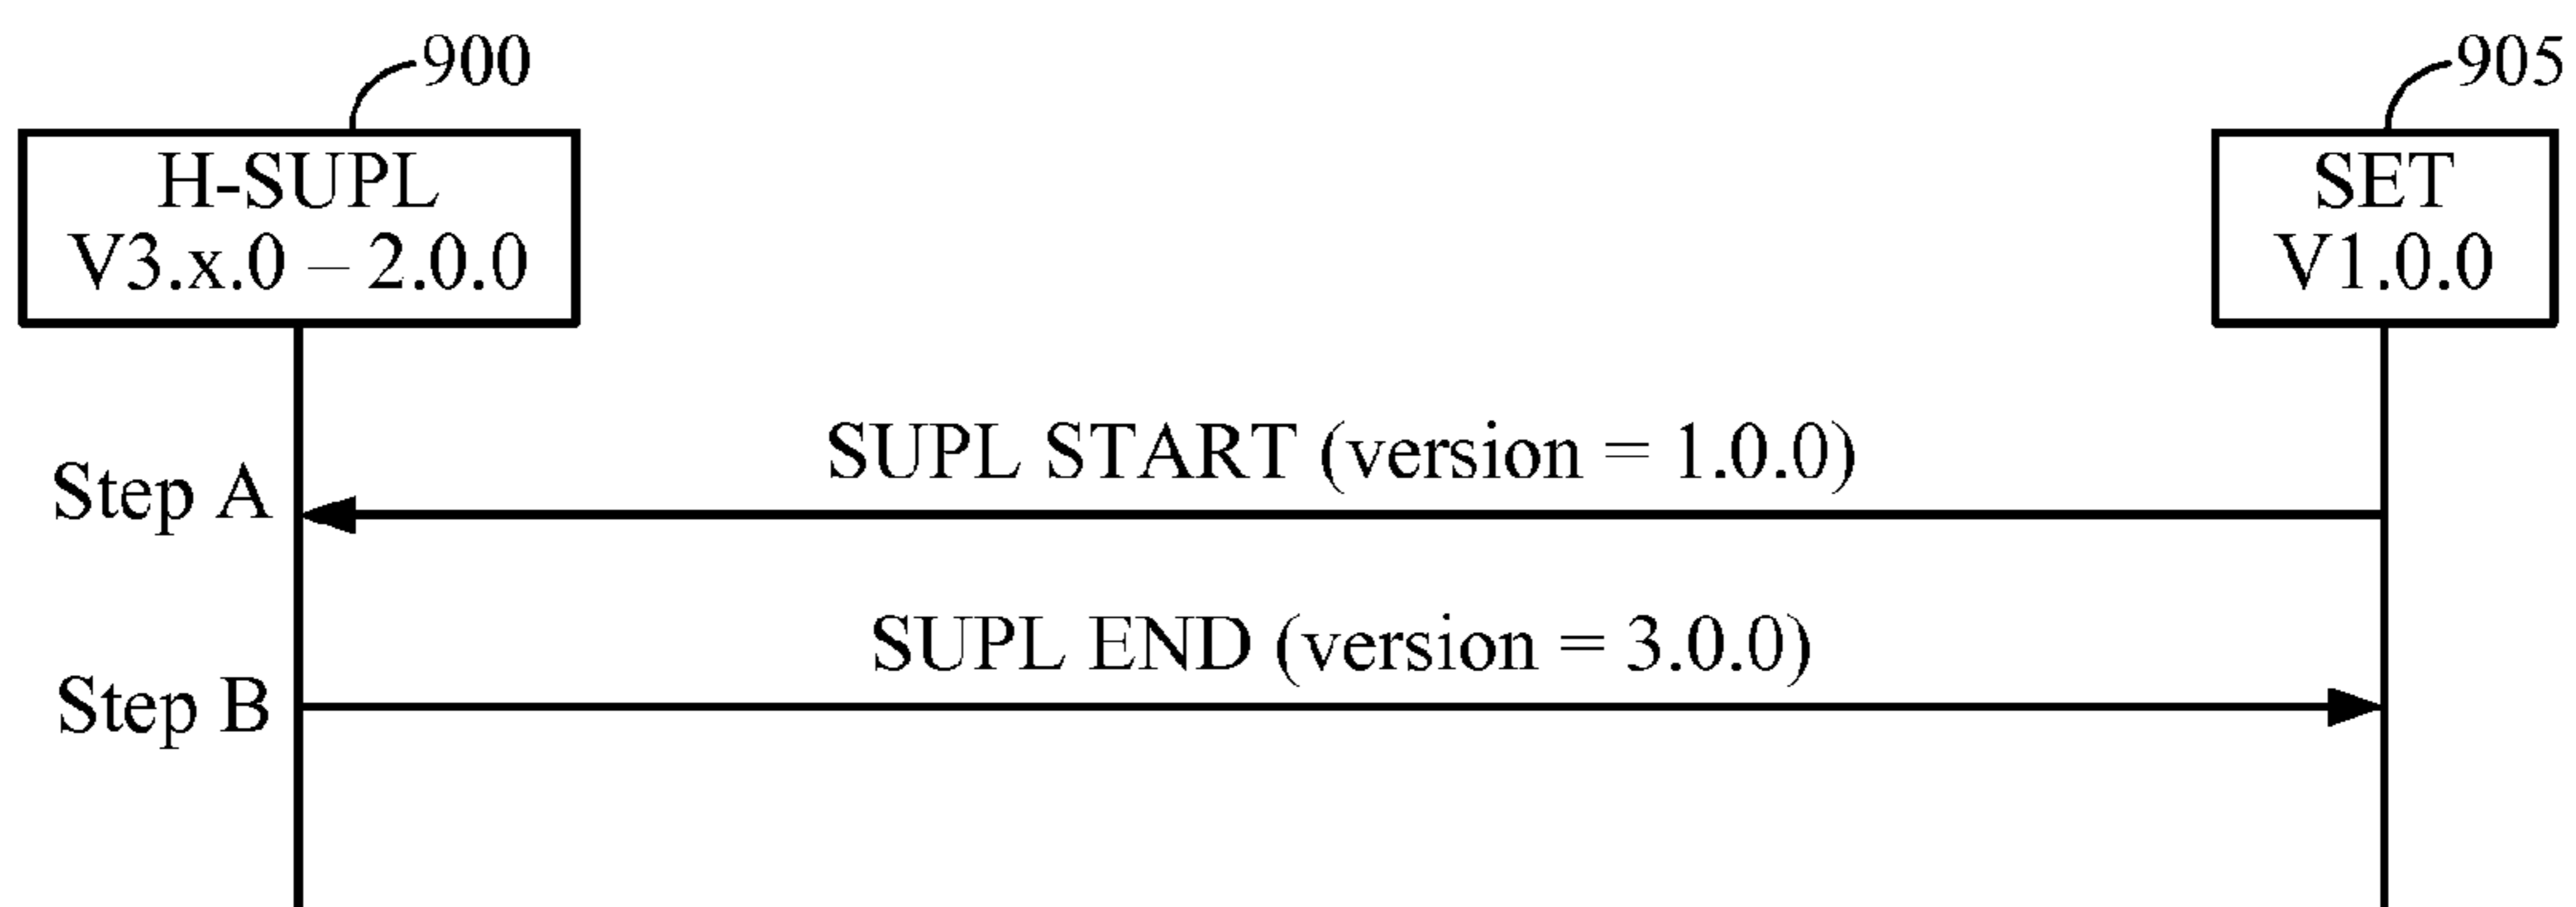 900
905
H-SUPL
V3.x.0 – 2.0.0
SET
V1.0.0
SUPL START (version = 1.0.0)
Step A
SUPL END (version = 3.0.0)
Step B